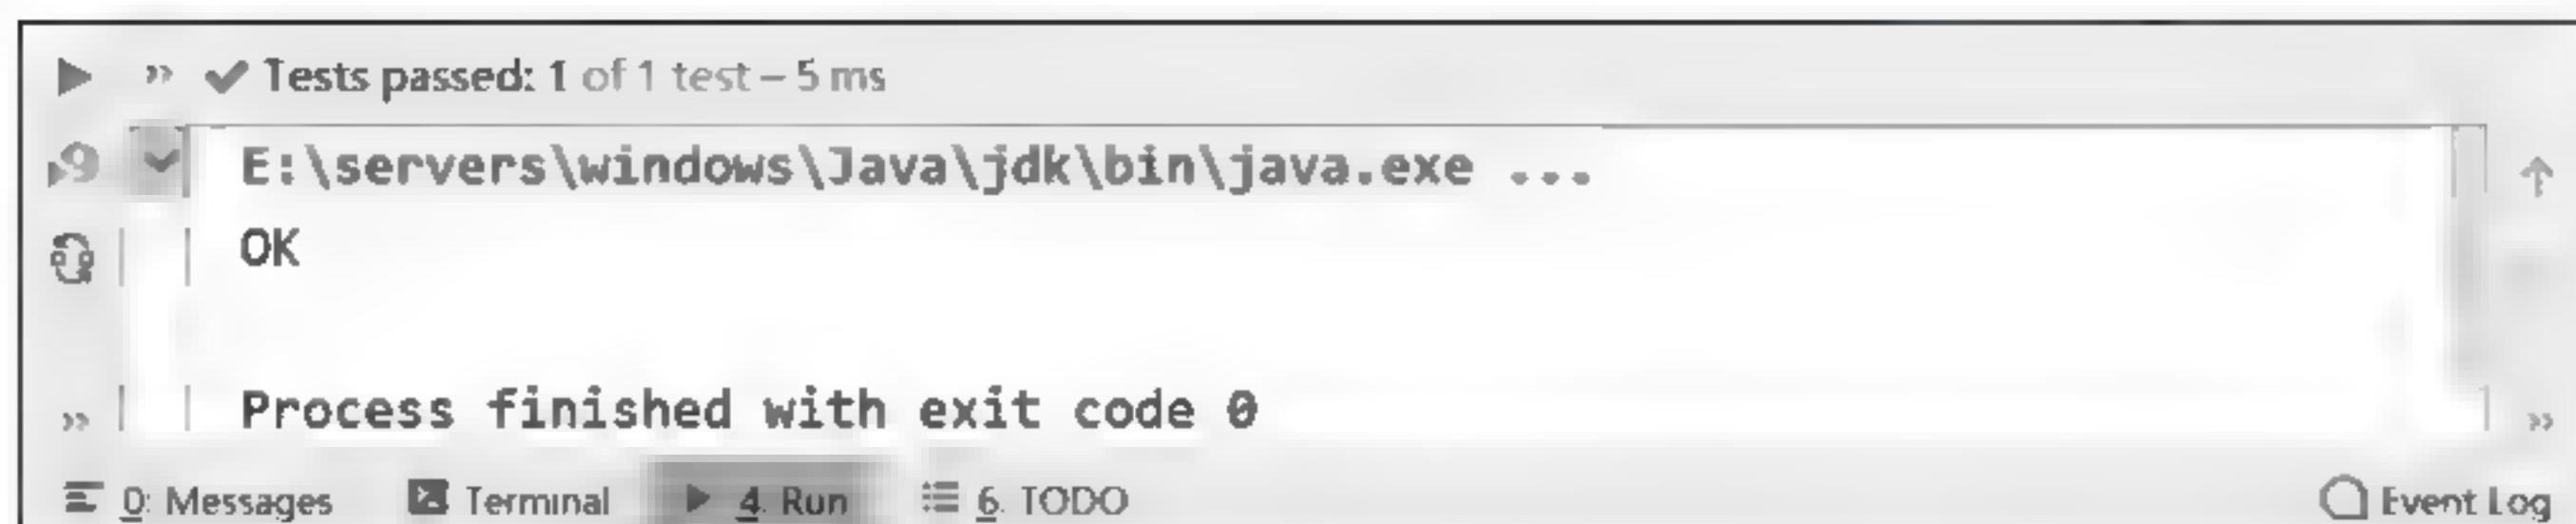 Tests passed: 1 of 1 test – 5 ms
E:\servers\windows\Java\jdk\bin\java.exe ...
OK
Process finished with exit code 0
0: Messages Terminal 4: Run 6: TODO Event Log